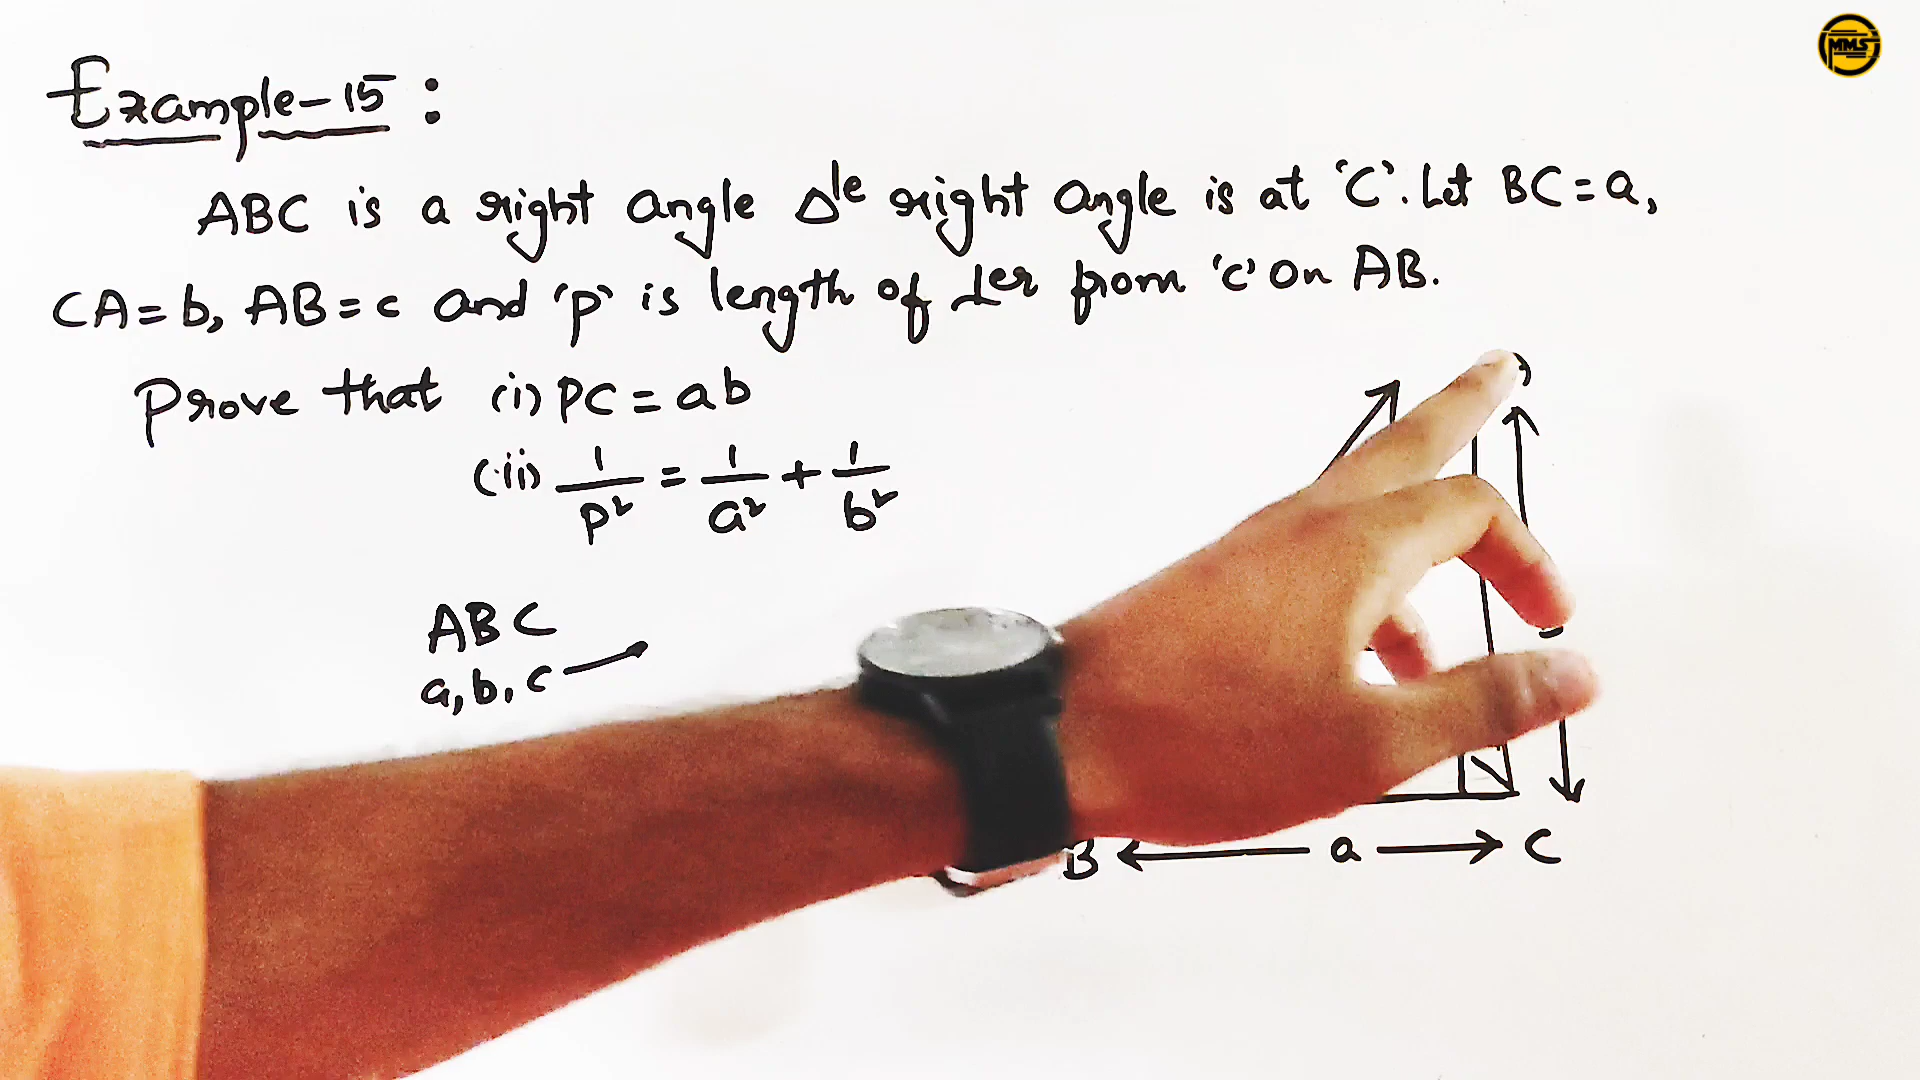 Example-15 :
ABC is a right angle Δle right angle is at 'C'. Let BC = a,
CA = b, AB = c and 'p' is length of ⊥er from 'c' on AB.
Prove that (i) PC = ab
(ii) 1/p² = 1/a² + 1/b²
ABC
a, b, c →
B ← a → C
MMS